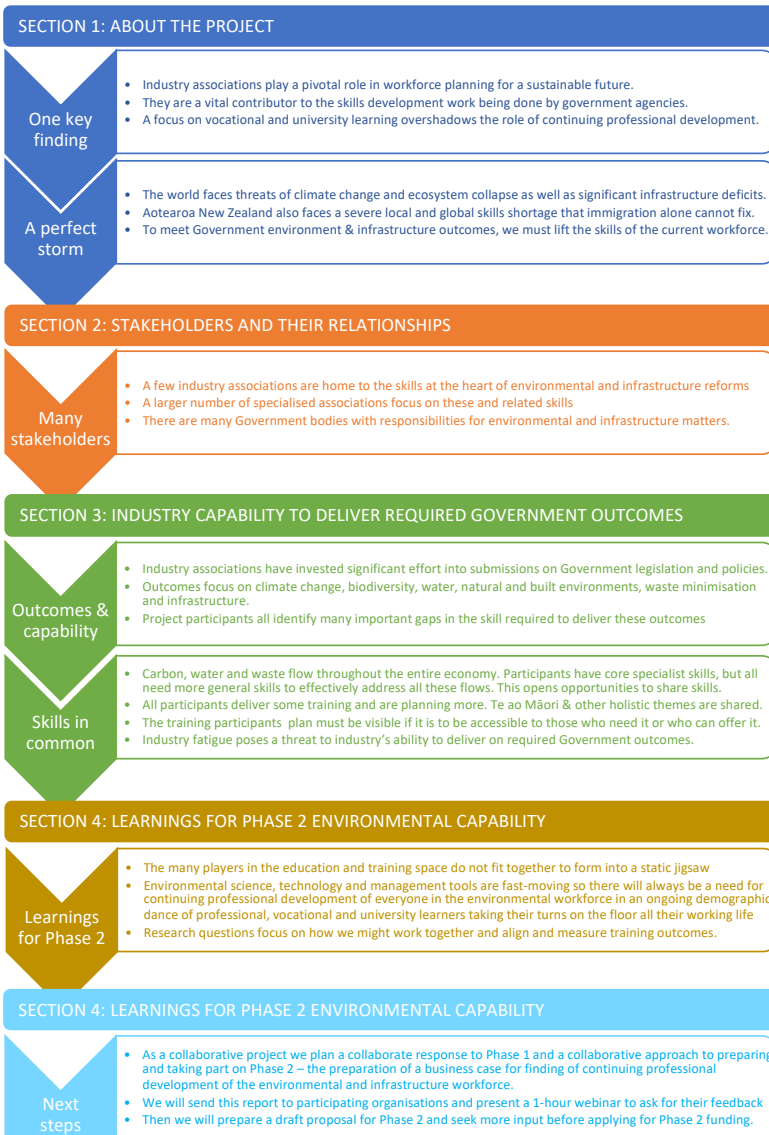 SECTION 1: ABOUT THE PROJECT
One key
finding
• Industry associations play a pivotal role in workforce planning for a sustainable future.
• They are a vital contributor to the skills development work being done by government agencies.
• A focus on vocational and university learning overshadows the role of continuing professional development.
A perfect
storm
• The world faces threats of climate change and ecosystem collapse as well as significant infrastructure deficits.
• Aotearoa New Zealand also faces a severe local and global skills shortage that immigration alone cannot fix.
• To meet Government environment & infrastructure outcomes, we must lift the skills of the current workforce.
SECTION 2: STAKEHOLDERS AND THEIR RELATIONSHIPS
Many
stakeholders
• A few industry associations are home to the skills at the heart of environmental and infrastructure reforms
• A larger number of specialised associations focus on these and related skills
• There are many Government bodies with responsibilities for environmental and infrastructure matters.
SECTION 3: INDUSTRY CAPABILITY TO DELIVER REQUIRED GOVERNMENT OUTCOMES
Outcomes &
capability
• Industry associations have invested significant effort into submissions on Government legislation and policies.
• Outcomes focus on climate change, biodiversity, water, natural and built environments, waste minimisation
and infrastructure.
• Project participants all identify many important gaps in the skill required to deliver these outcomes
Skills in
common
• Carbon, water and waste flow throughout the entire economy. Participants have core specialist skills, but all
need more general skills to effectively address all these flows. This opens opportunities to share skills.
• All participants deliver some training and are planning more. Te ao Māori & other holistic themes are shared.
• The training participants plan must be visible if it is to be accessible to those who need it or who can offer it.
• Industry fatigue poses a threat to industry's ability to deliver on required Government outcomes.
SECTION 4: LEARNINGS FOR PHASE 2 ENVIRONMENTAL CAPABILITY
Learnings
for Phase 2
• The many players in the education and training space do not fit together to form into a static jigsaw
• Environmental science, technology and management tools are fast-moving so there will always be a need for
continuing professional development of everyone in the environmental workforce in an ongoing demographic
dance of professional, vocational and university learners taking their turns on the floor all their working life
• Research questions focus on how we might work together and align and measure training outcomes.
SECTION 4: LEARNINGS FOR PHASE 2 ENVIRONMENTAL CAPABILITY
Next
steps
• As a collaborative project we plan a collaborate response to Phase 1 and a collaborative approach to preparing
and taking part on Phase 2 – the preparation of a business case for finding of continuing professional
development of the environmental and infrastructure workforce.
• We will send this report to participating organisations and present a 1-hour webinar to ask for their feedback
• Then we will prepare a draft proposal for Phase 2 and seek more input before applying for Phase 2 funding.